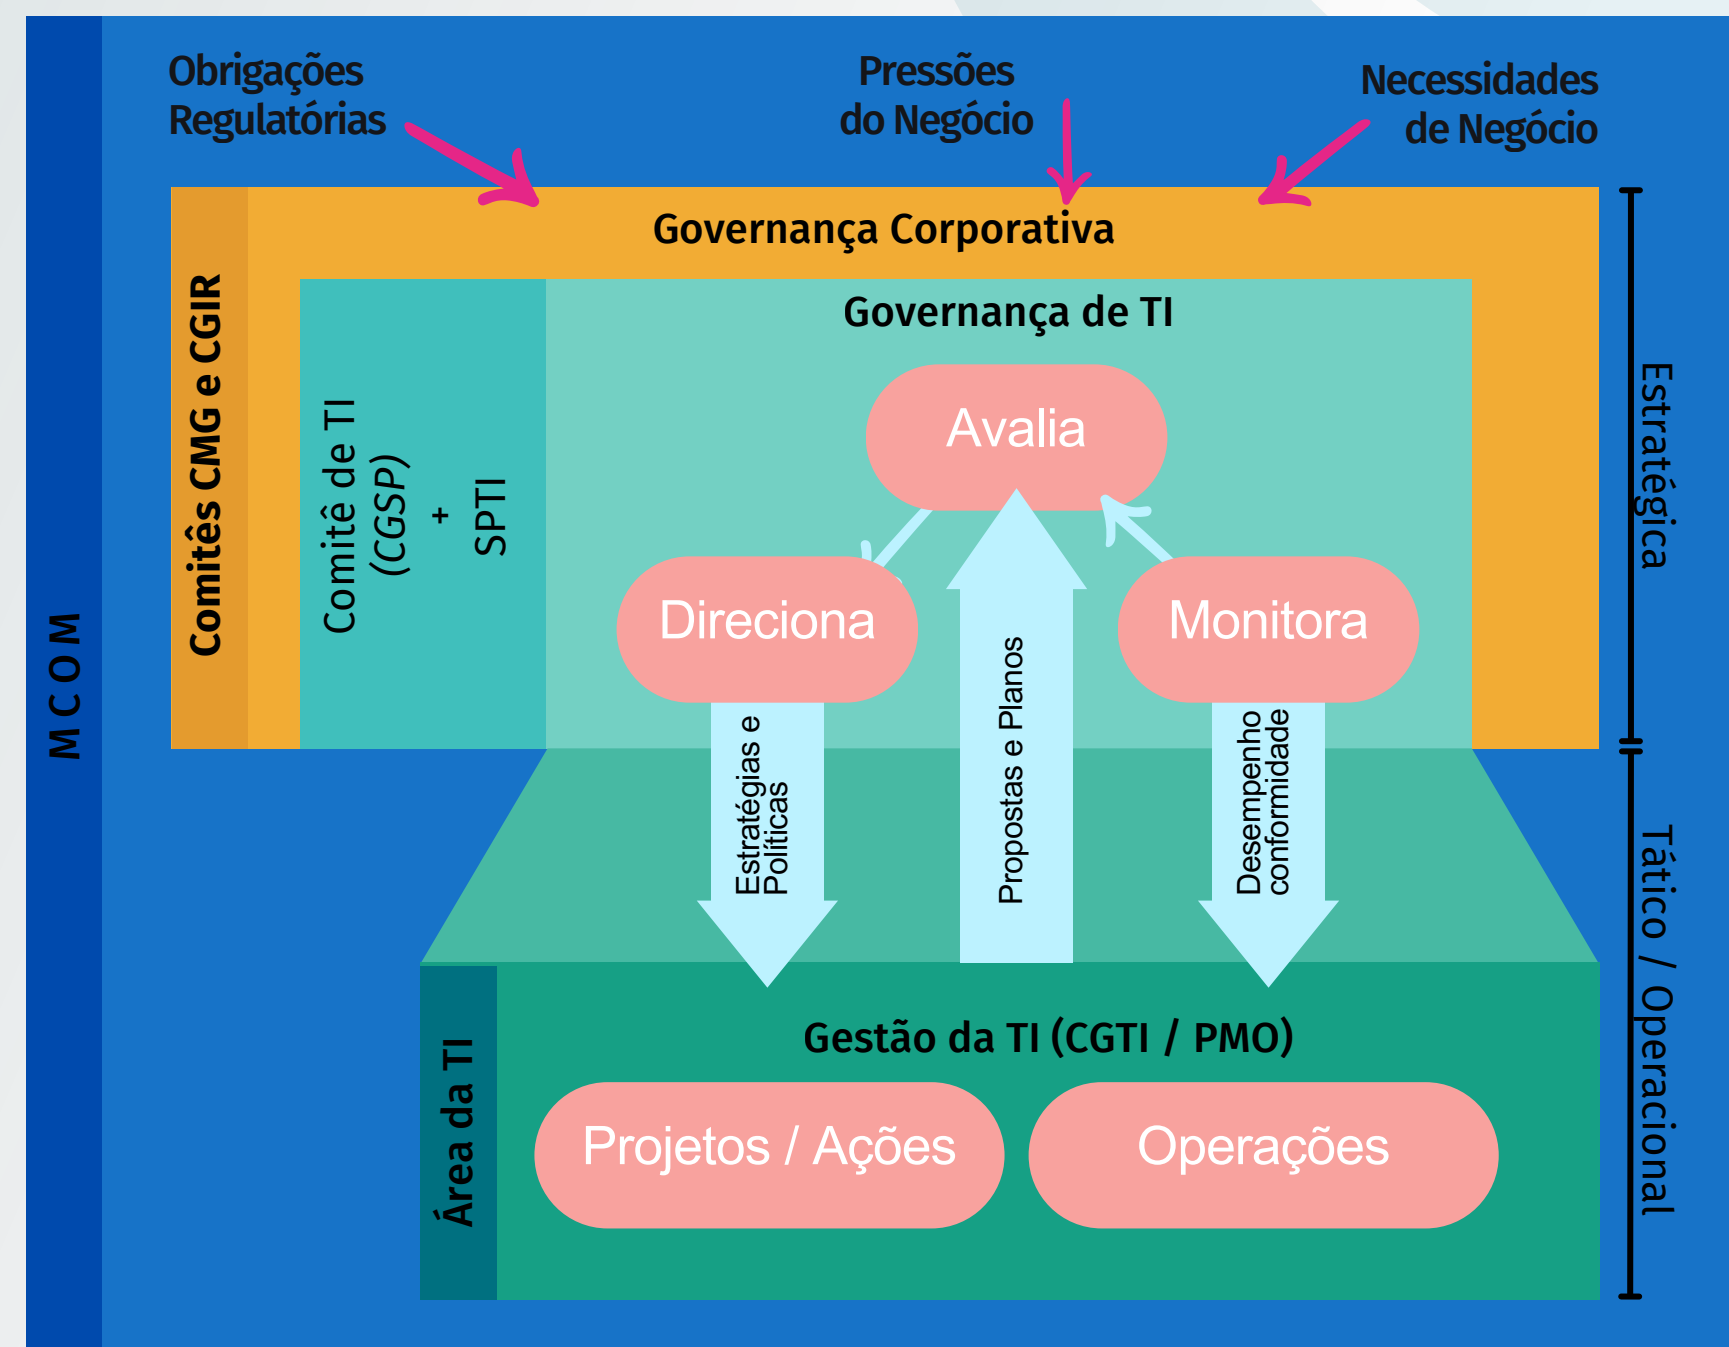 Obrigações
Regulatórias
Pressões
do Negócio
Necessidades
de Negócio
MCOM
Comitês CMG e CGIR
Governança Corporativa
Comitê de TI
(CGSP)
+
SPTI
Governança de TI
Avalia
Direciona
Monitora
Estratégias e
Políticas
Propostas e Planos
Desempenho
conformidade
Estratégica
Tático / Operacional
Área da TI
Gestão da TI (CGTI / PMO)
Projetos / Ações
Operações